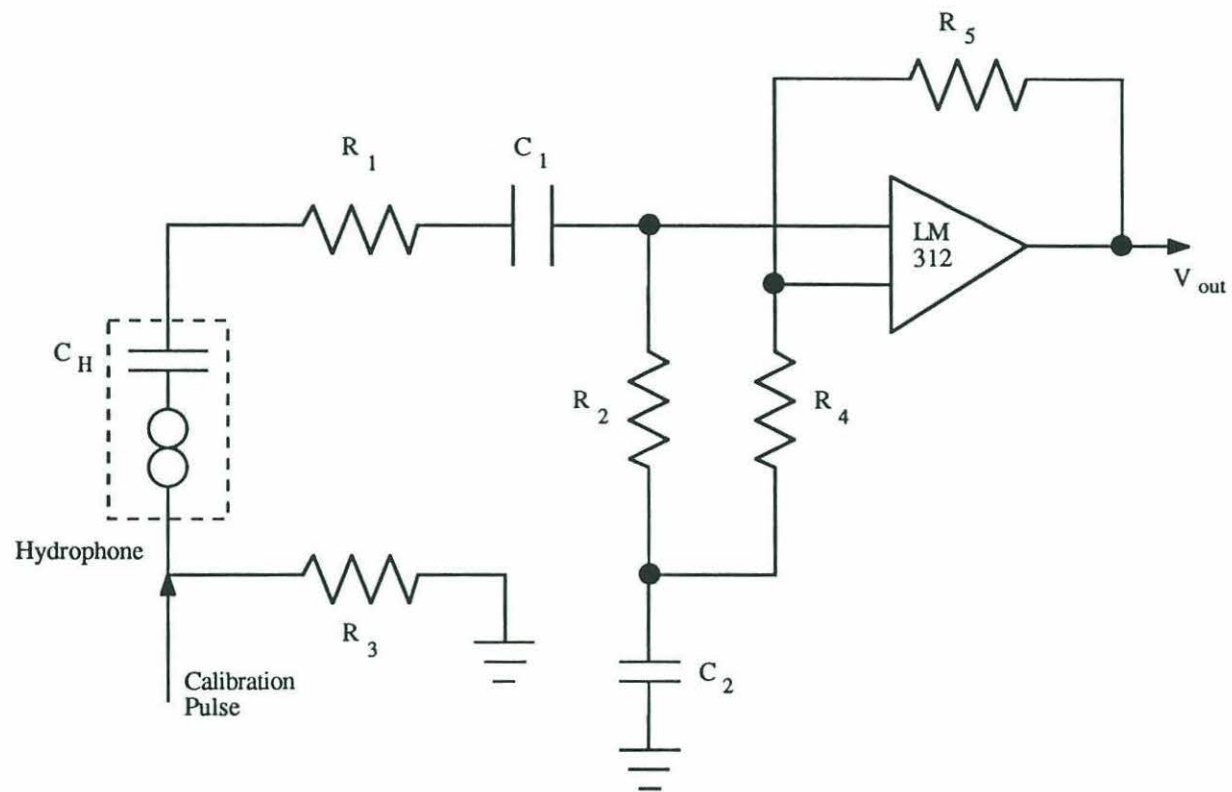 R 5
R 1
C 1
LM
312
V out
C H
R 2
R 4
Hydrophone
R 3
C 2
Calibration
Pulse